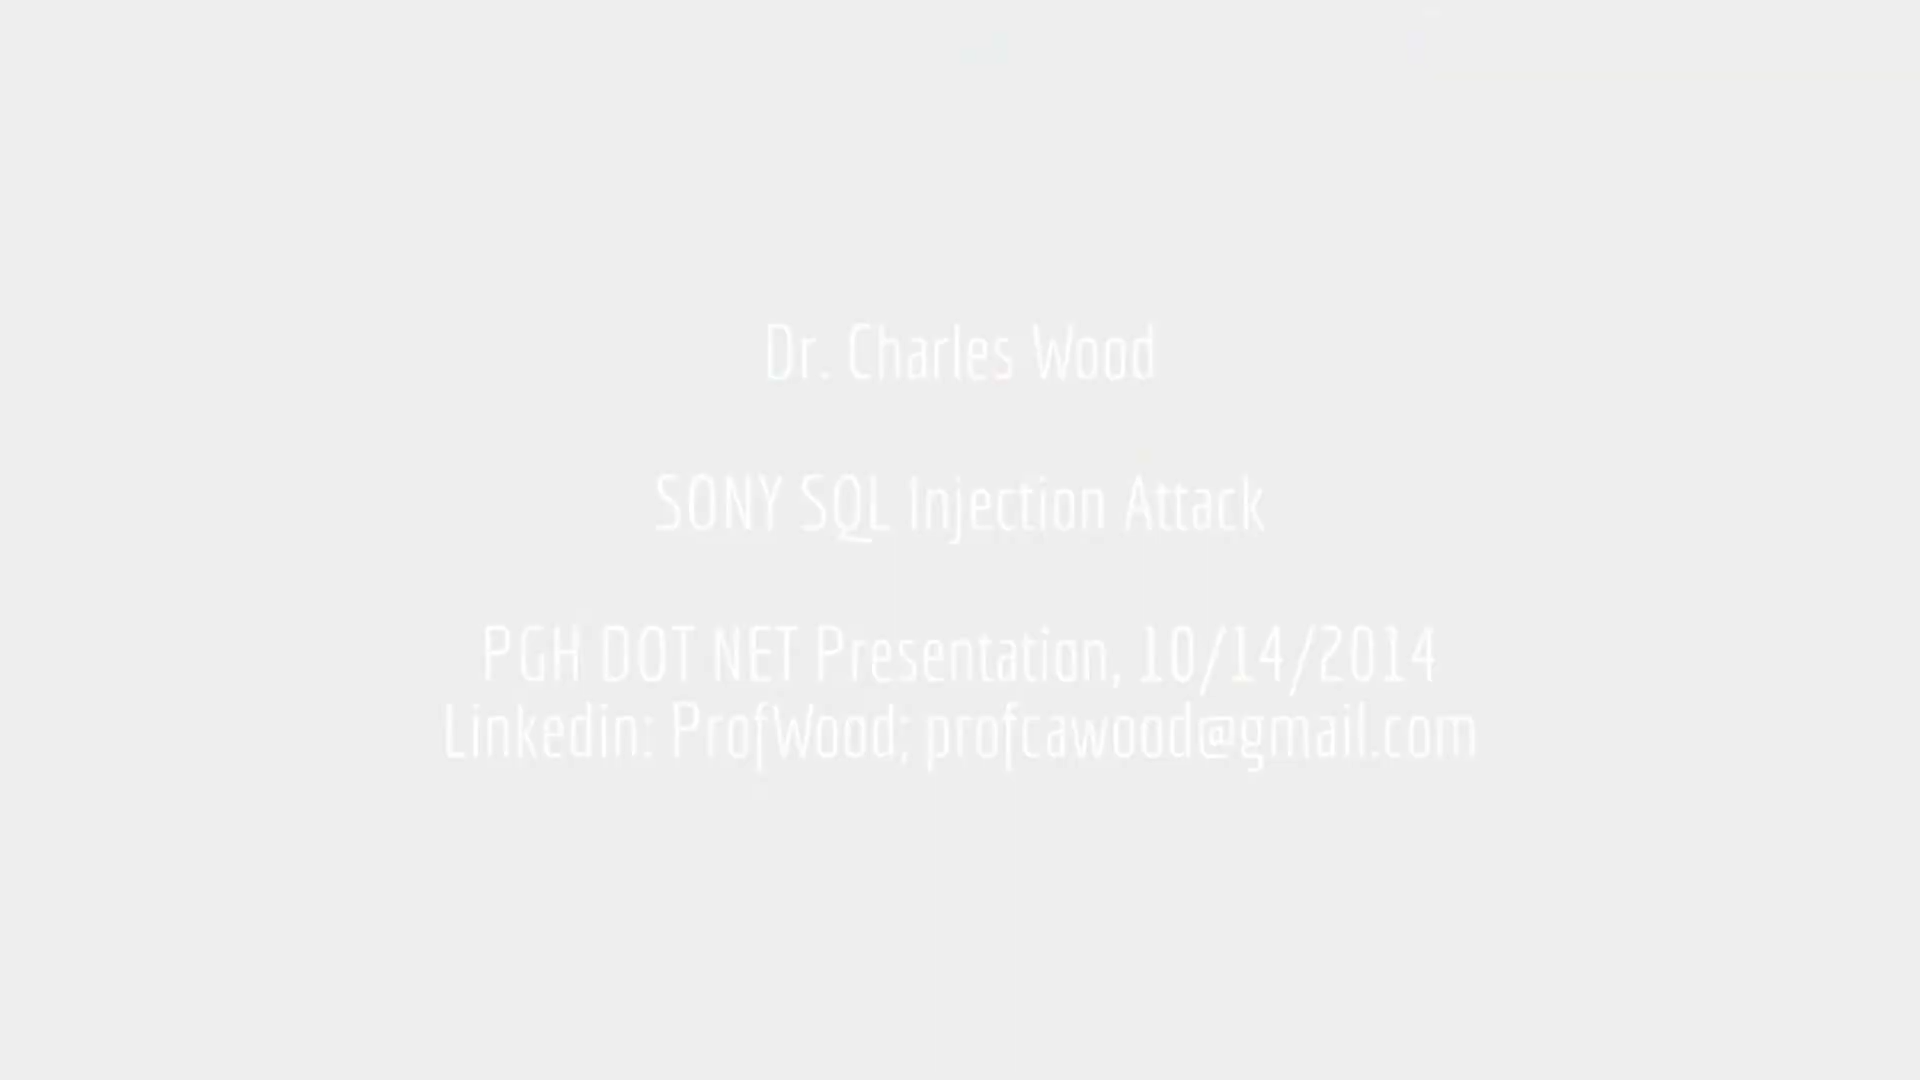 Dr. Charles Wood
SONY SQL Injection Attack
PGH DOT NET Presentation, 10/14/2014
Linkedin: ProfWood; profcawood@gmail.com